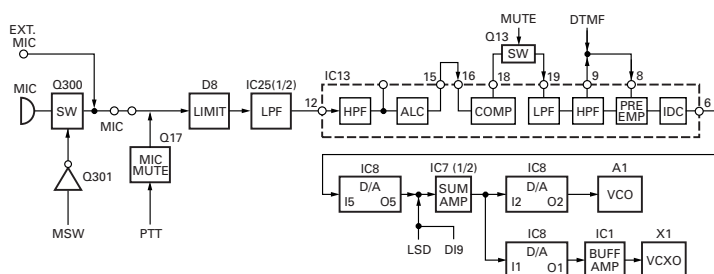 EXT.
MIC
MIC
Q300
SW
MIC
Q301
MSW
Q17
MIC
MUTE
PTT
D8
LIMIT
IC25(1/2)
LPF
12
IC13
HPF
ALC
15
16
COMP
18
MUTE
Q13
SW
19
LPF
DTMF
9
HPF
8
PRE
EMP
IDC
6
IC8
D/A
I5 O5
LSD
DI9
IC7 (1/2)
SUM
AMP
IC8
D/A
I2 O2
A1
VCO
IC8
D/A
I1 O1
IC1
BUFF
AMP
X1
VCXO